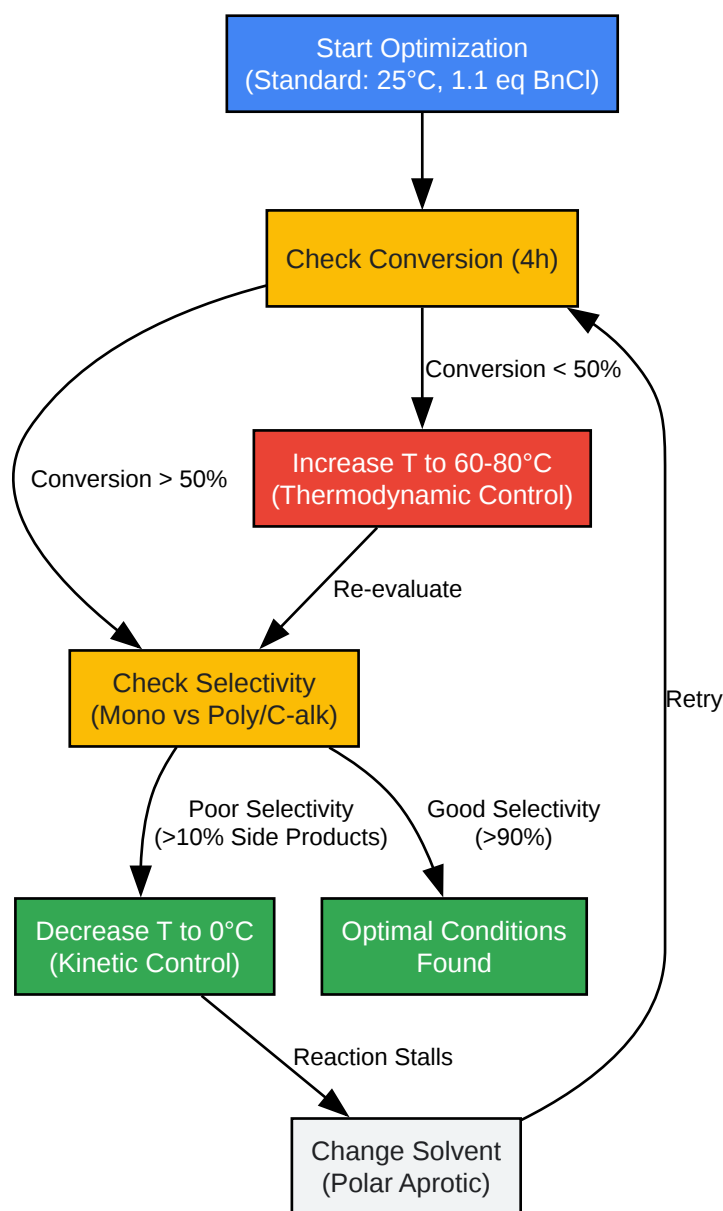 Start Optimization
(Standard: 25°C, 1.1 eq BnCl)
Check Conversion (4h)
Conversion < 50%
Conversion > 50%
Increase T to 60-80°C
(Thermodynamic Control)
Re-evaluate
Check Selectivity
(Mono vs Poly/C-alk)
Retry
Poor Selectivity
(>10% Side Products)
Good Selectivity
(>90%)
Decrease T to 0°C
(Kinetic Control)
Optimal Conditions
Found
Reaction Stalls
Change Solvent
(Polar Aprotic)